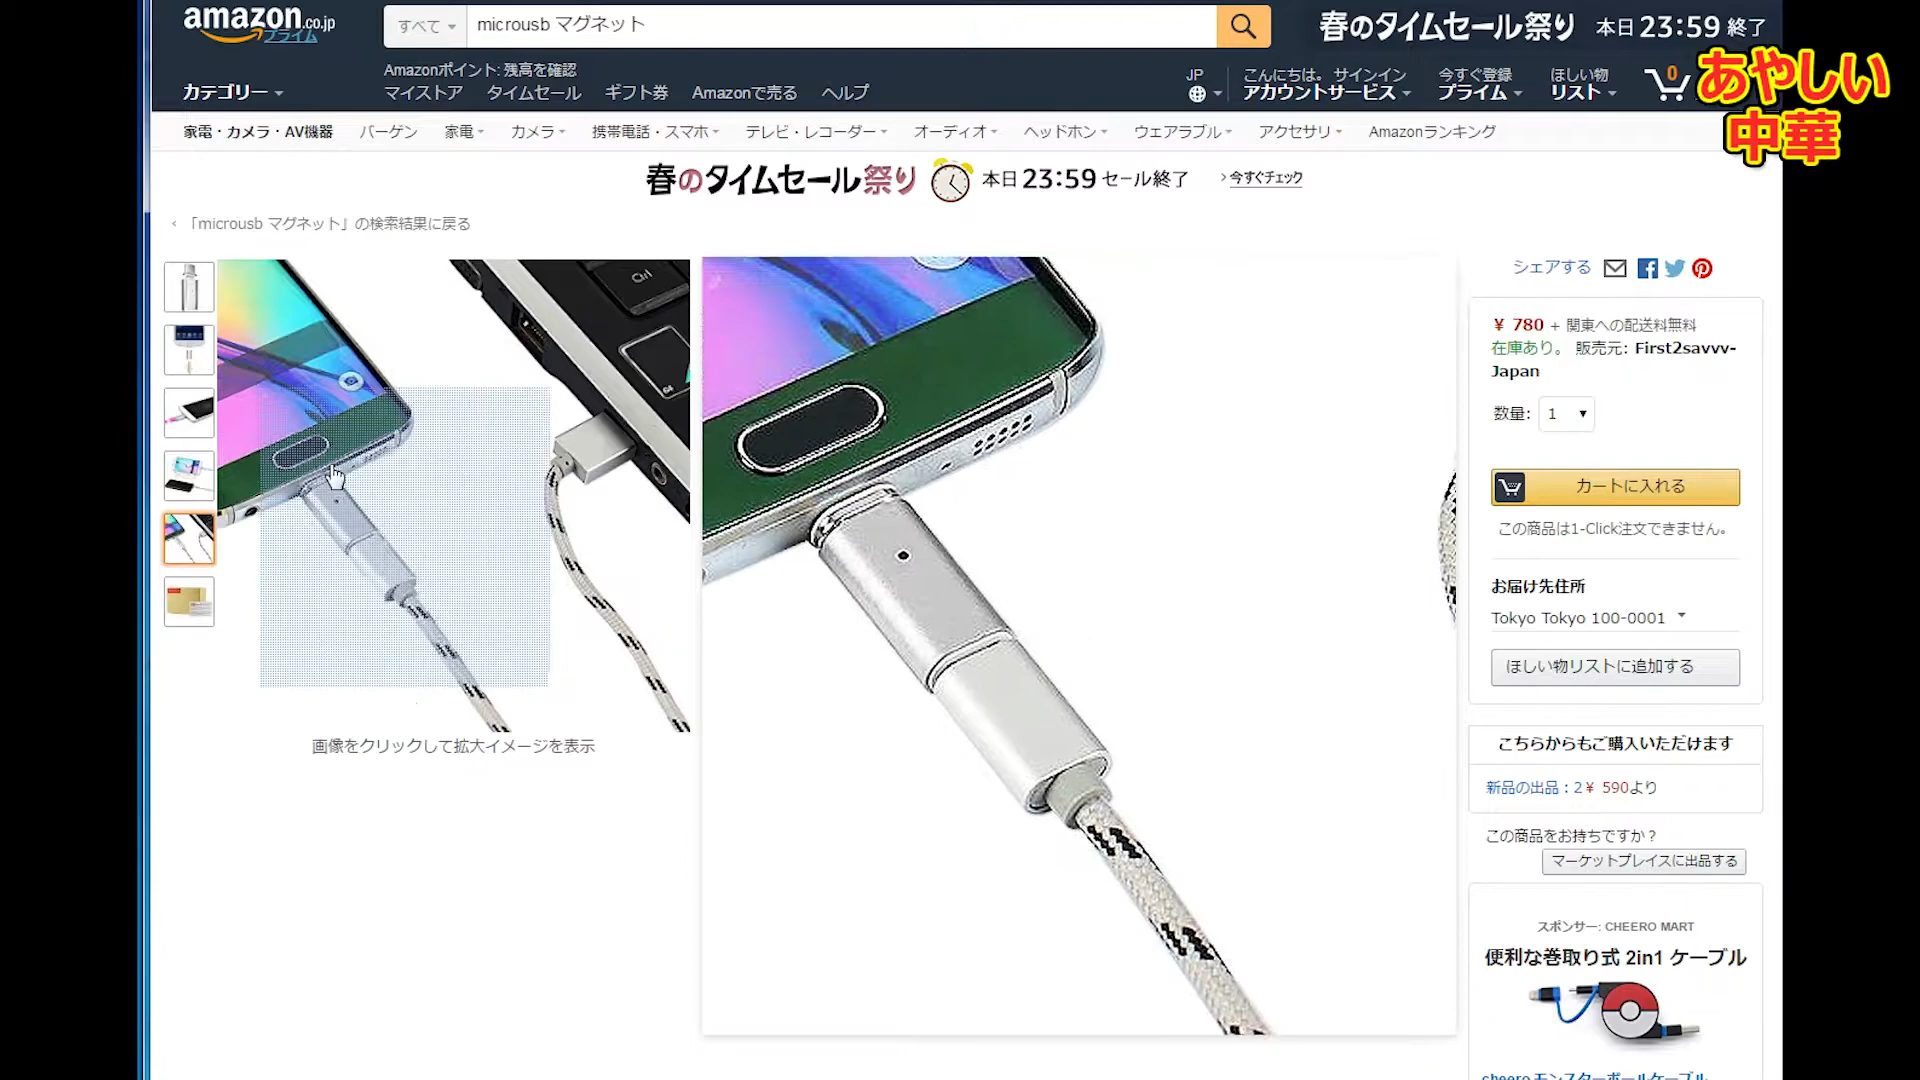 amazon.co.jp
プライム
すべて
microusb マグネット
春のタイムセール祭り 本日 23:59 終了
あやしい
中華
Amazonポイント: 残高を確認
カテゴリー
マイストア タイムセール ギフト券 Amazonで売る ヘルプ
JP
こんにちは。サインイン
アカウントサービス
今すぐ登録
プライム
ほしい物
リスト
0
家電・カメラ・AV機器 バーゲン 家電 カメラ 携帯電話・スマホ テレビ・レコーダー オーディオ ヘッドホン ウェアラブル アクセサリ Amazonランキング
春のタイムセール祭り 本日 23:59 セール終了 ›今すぐチェック
‹ 「microusb マグネット」の検索結果に戻る
Ctrl
画像をクリックして拡大イメージを表示
シェアする
¥ 780 + 関東への配送料無料
在庫あり。 販売元: First2savvv-
Japan
数量: 1
カートに入れる
この商品は1-Click注文できません。
お届け先住所
Tokyo Tokyo 100-0001
ほしい物リストに追加する
こちらからもご購入いただけます
新品の出品：2¥ 590より
この商品をお持ちですか？
マーケットプレイスに出品する
スポンサー: CHEERO MART
便利な巻取り式 2in1 ケーブル
cheero モンスターボールケーブル